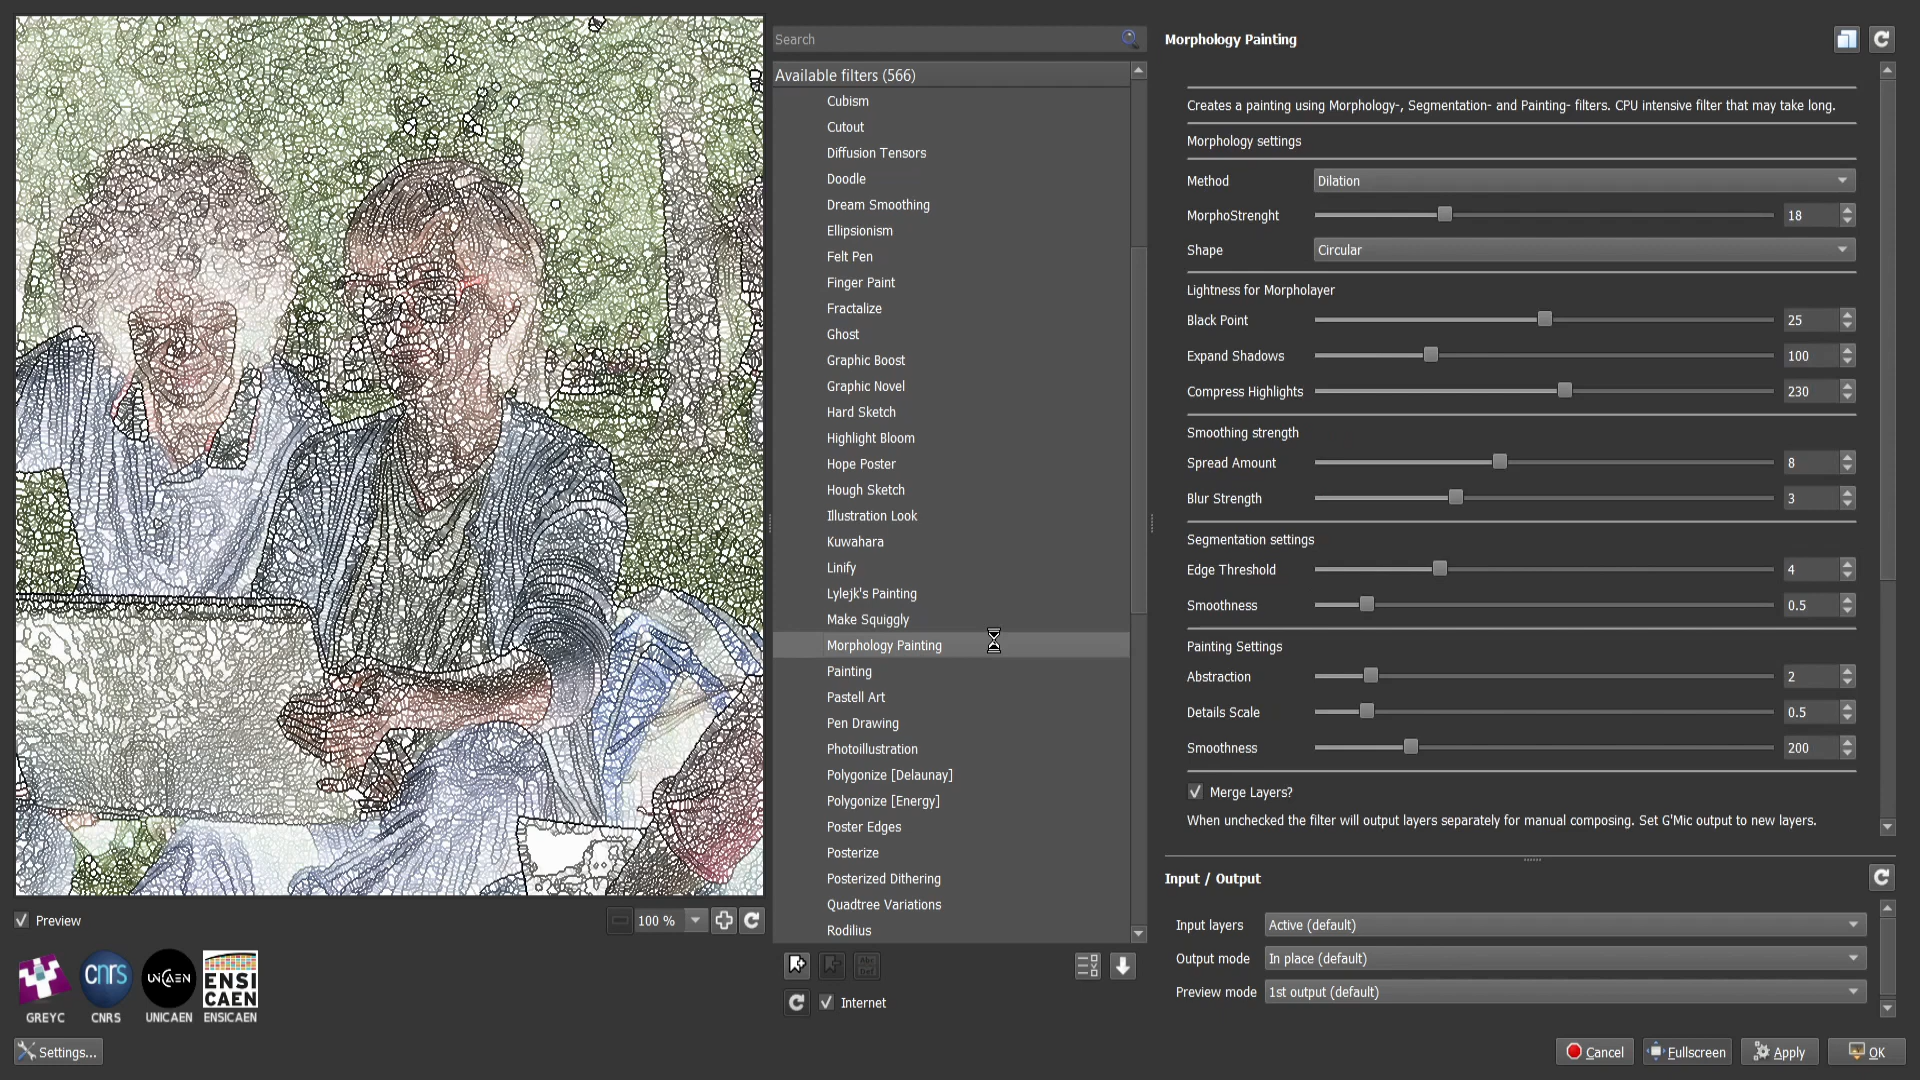 Search
Available filters (566)
Cubism
Cutout
Diffusion Tensors
Doodle
Dream Smoothing
Ellipsionism
Felt Pen
Finger Paint
Fractalize
Ghost
Graphic Boost
Graphic Novel
Hard Sketch
Highlight Bloom
Hope Poster
Hough Sketch
Illustration Look
Kuwahara
Linify
Lylejk's Painting
Make Squiggly
Morphology Painting
Painting
Pastell Art
Pen Drawing
Photoillustration
Polygonize [Delaunay]
Polygonize [Energy]
Poster Edges
Posterize
Posterized Dithering
Quadtree Variations
Rodilius
Internet
Preview
100 %
cnrs
UNICAEN
ENSI
CAEN
GREYC
CNRS
UNICAEN
ENSICAEN
Settings...
Morphology Painting
Creates a painting using Morphology-, Segmentation- and Painting- filters. CPU intensive filter that may take long.
Morphology settings
Method Dilation
MorphoStrenght 18
Shape Circular
Lightness for Morpholayer
Black Point 25
Expand Shadows 100
Compress Highlights 230
Smoothing strength
Spread Amount 8
Blur Strength 3
Segmentation settings
Edge Threshold 4
Smoothness 0.5
Painting Settings
Abstraction 2
Details Scale 0.5
Smoothness 200
Merge Layers?
When unchecked the filter will output layers separately for manual composing. Set G'Mic output to new layers.
Input / Output
Input layers Active (default)
Output mode In place (default)
Preview mode 1st output (default)
Cancel
Fullscreen
Apply
OK